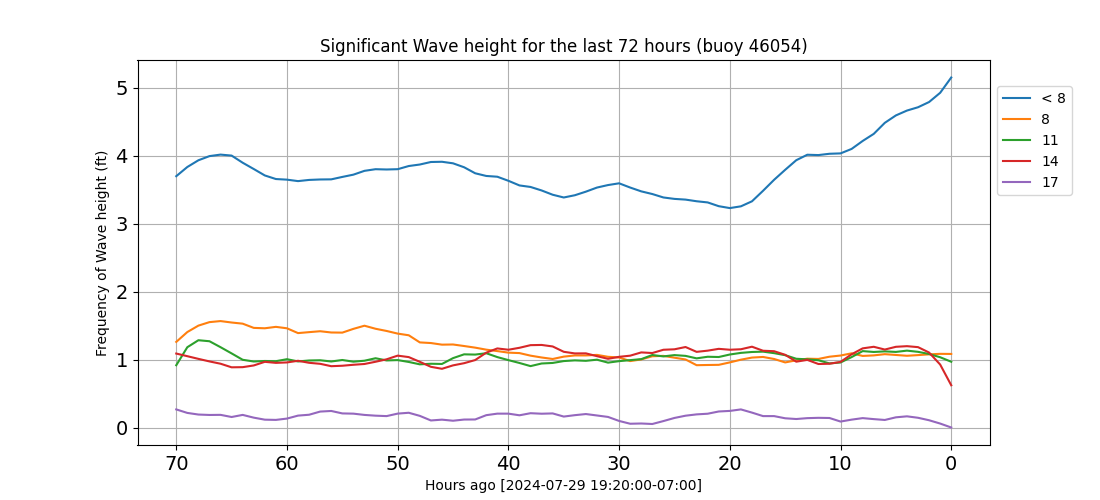 Significant Wave height for the last 72 hours (buoy 46054)
Frequency of Wave height (ft)
5
4
3
2
1
0
70 60 50 40 30 20 10 0
Hours ago [2024-07-29 19:20:00-07:00]
< 8
8
11
14
17